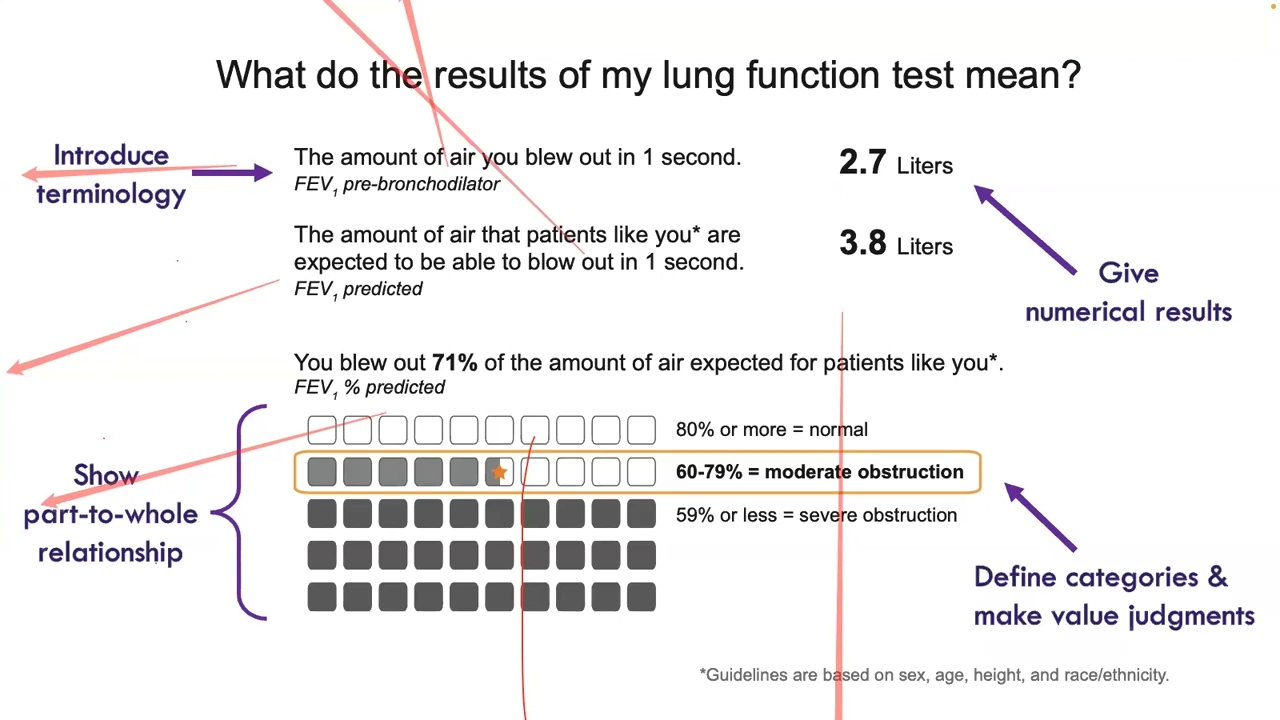 What do the results of my lung function test mean?
Introduce
terminology
The amount of air you blew out in 1 second.
FEV1 pre-bronchodilator
2.7 Liters
The amount of air that patients like you* are
expected to be able to blow out in 1 second.
FEV1 predicted
3.8 Liters
Give
numerical results
You blew out 71% of the amount of air expected for patients like you*.
FEV1 % predicted
Show
part-to-whole
relationship
80% or more = normal
60-79% = moderate obstruction
59% or less = severe obstruction
Define categories &
make value judgments
*Guidelines are based on sex, age, height, and race/ethnicity.